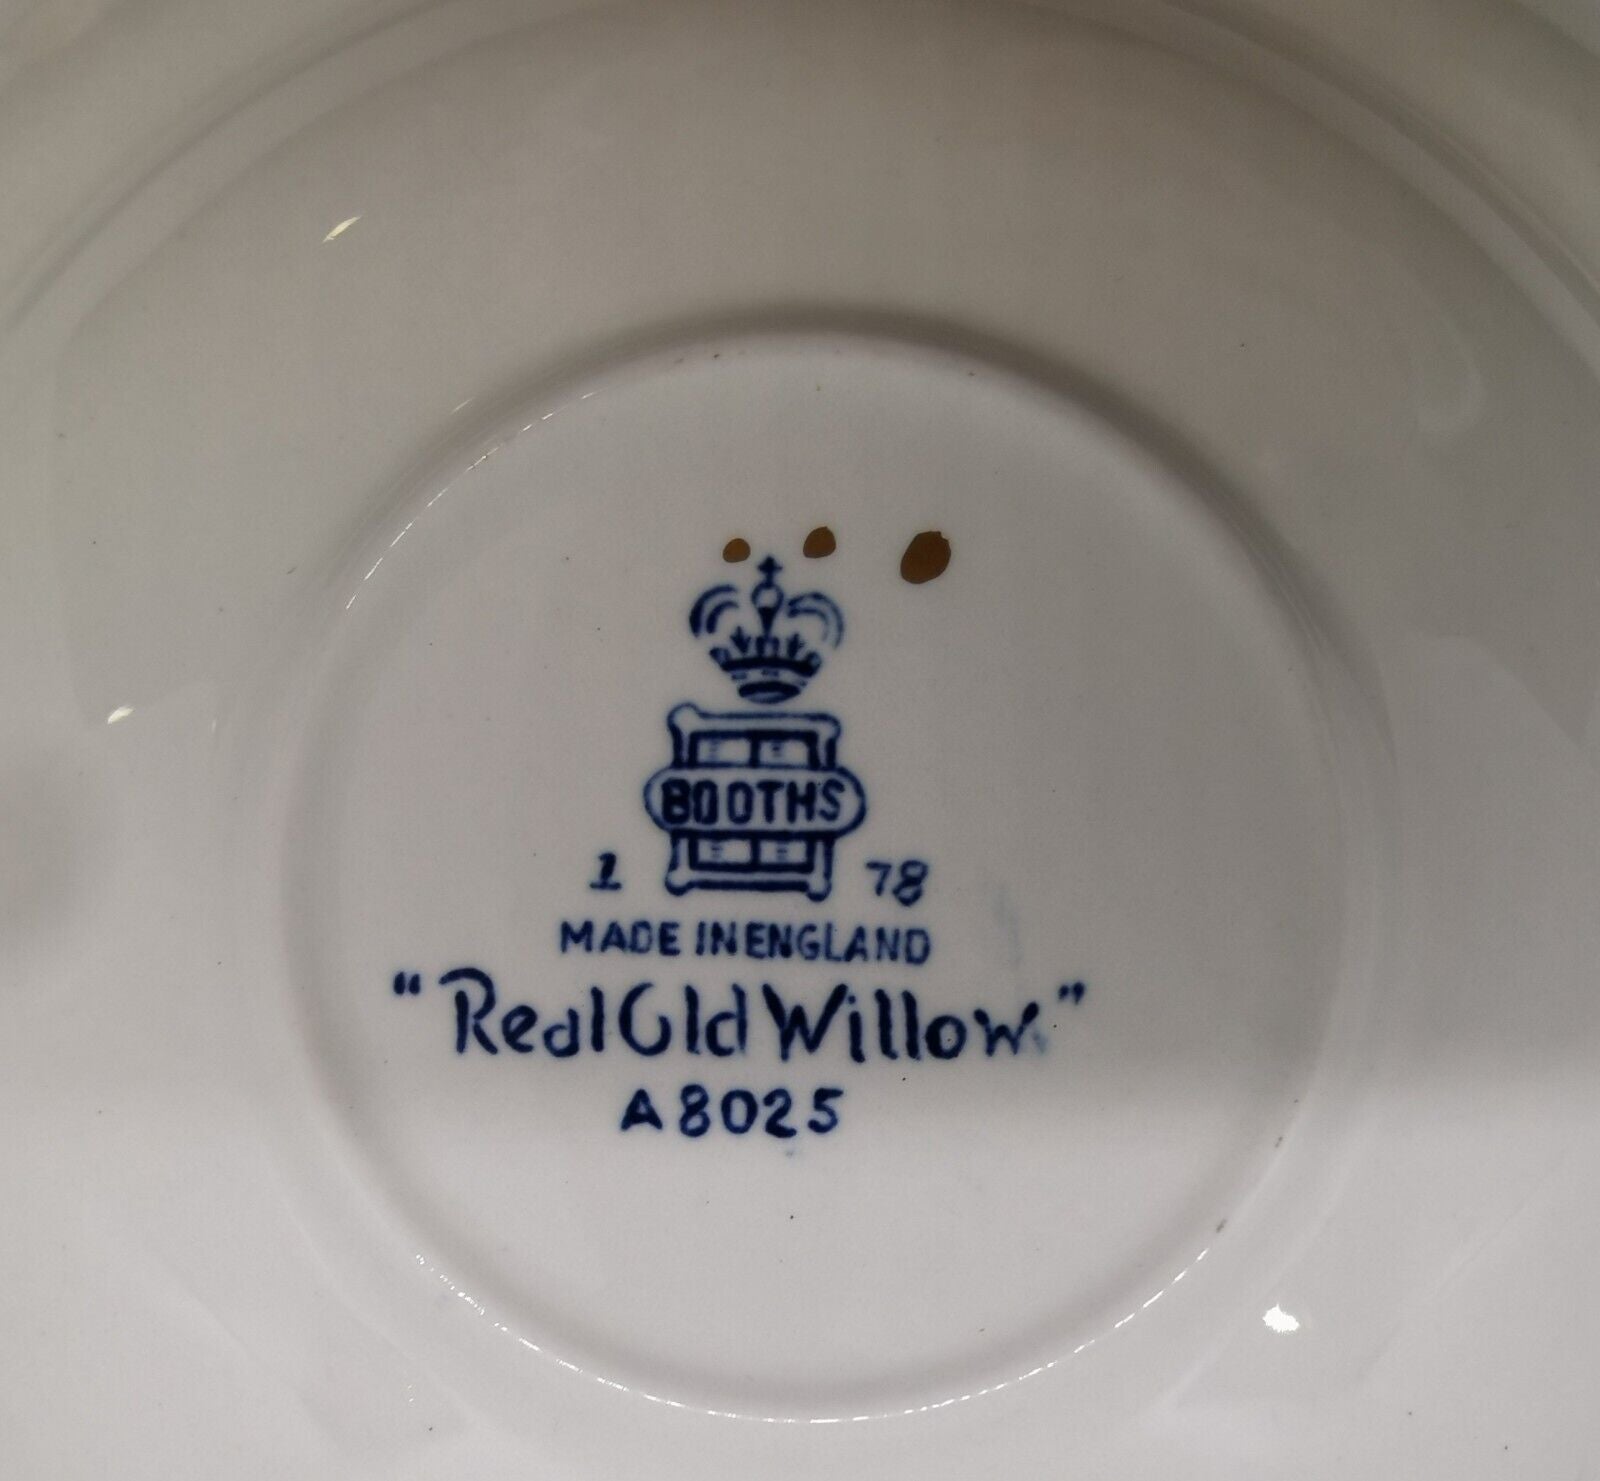 BOOTHS
1 78
MADE IN ENGLAND
"Real Old Willow"
A8025